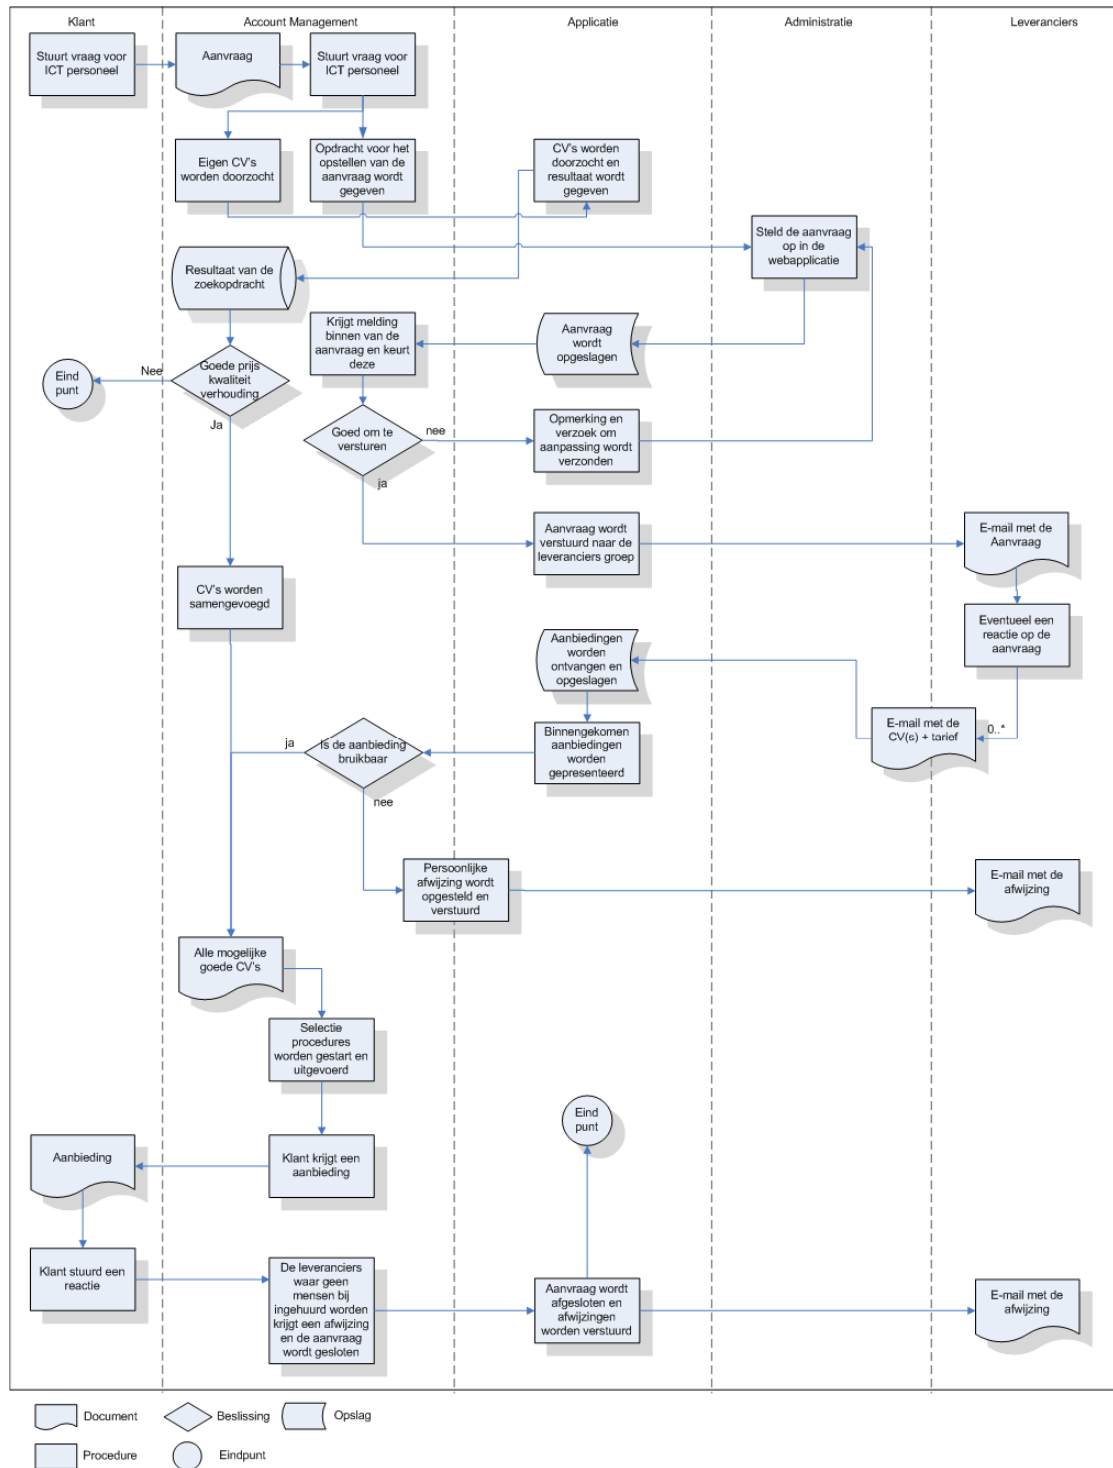 Klant
Account Management
Applicatie
Administratie
Leveranciers
Stuurt vraag voor
ICT personeel
Aanvraag
Stuurt vraag voor
ICT personeel
Eigen CV's
worden doorzocht
Opdracht voor het
opstellen van de
aanvraag wordt
gegeven
CV's worden
doorzocht en
resultaat wordt
gegeven
Steld de aanvraag
op in de
webapplicatie
Resultaat van de
zoekopdracht
Krijgt melding
binnen van de
aanvraag en keurt
deze
Aanvraag
wordt
opgeslagen
Eind
punt
Nee
Goede prijs
kwaliteit
verhouding
Ja
Goed om te
versturen
nee
ja
Opmerking en
verzoek om
aanpassing wordt
verzonden
Aanvraag wordt
verstuurd naar de
leveranciers groep
E-mail met de
Aanvraag
CV's worden
samengevoegd
Eventueel een
reactie op de
aanvraag
Aanbiedingen
worden
ontvangen en
opgeslagen
E-mail met de
CV(s) + tarief
0..*
Binnengekomen
aanbiedingen
worden
gepresenteerd
ja
Is de aanbieding
bruikbaar
nee
Persoonlijke
afwijzing wordt
opgesteld en
verstuurd
E-mail met de
afwijzing
Alle mogelijke
goede CV's
Selectie
procedures
worden gestart en
uitgevoerd
Eind
punt
Aanbieding
Klant krijgt een
aanbieding
Klant stuurd een
reactie
De leveranciers
waar geen
mensen bij
ingehuurd worden
krijgt een afwijzing
en de aanvraag
wordt gesloten
Aanvraag wordt
afgesloten en
afwijzingen
worden verstuurd
E-mail met de
afwijzing
Document
Beslissing
Opslag
Procedure
Eindpunt